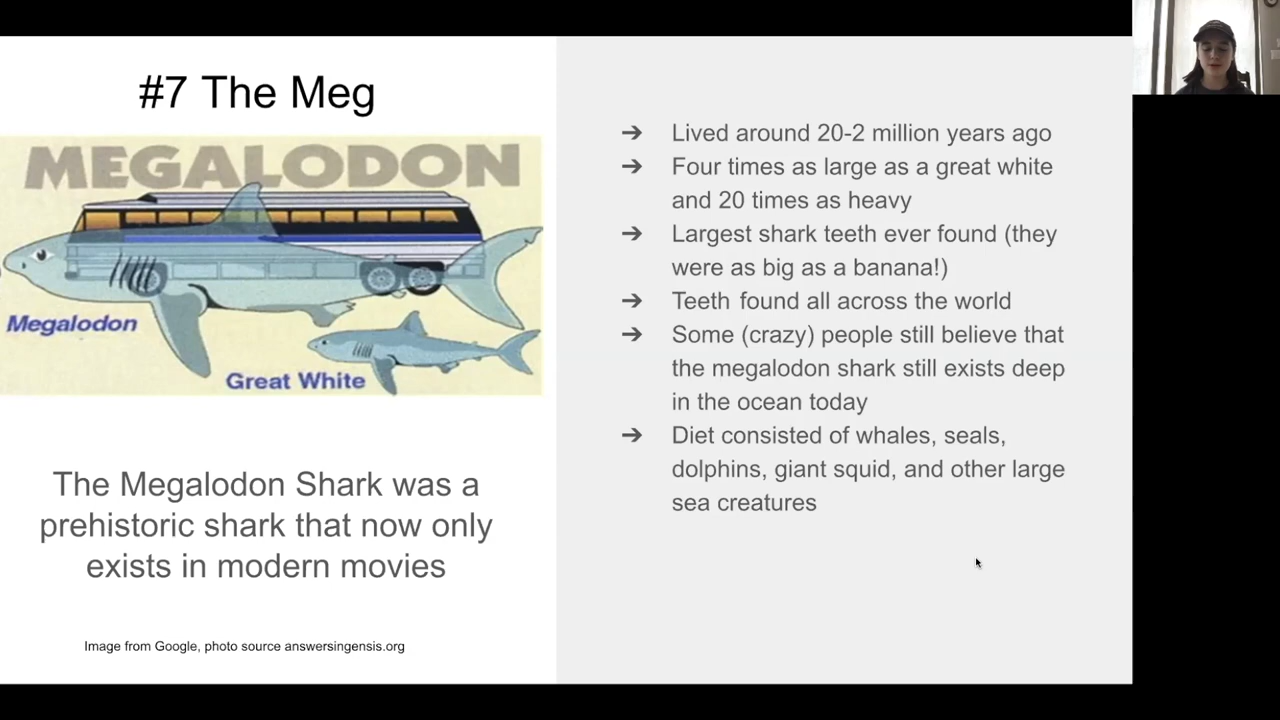 #7 The Meg
MEGALODON
Megalodon
Great White
The Megalodon Shark was a
prehistoric shark that now only
exists in modern movies
Image from Google, photo source answersingensis.org
➔ Lived around 20-2 million years ago
➔ Four times as large as a great white
and 20 times as heavy
➔ Largest shark teeth ever found (they
were as big as a banana!)
➔ Teeth found all across the world
➔ Some (crazy) people still believe that
the megalodon shark still exists deep
in the ocean today
➔ Diet consisted of whales, seals,
dolphins, giant squid, and other large
sea creatures